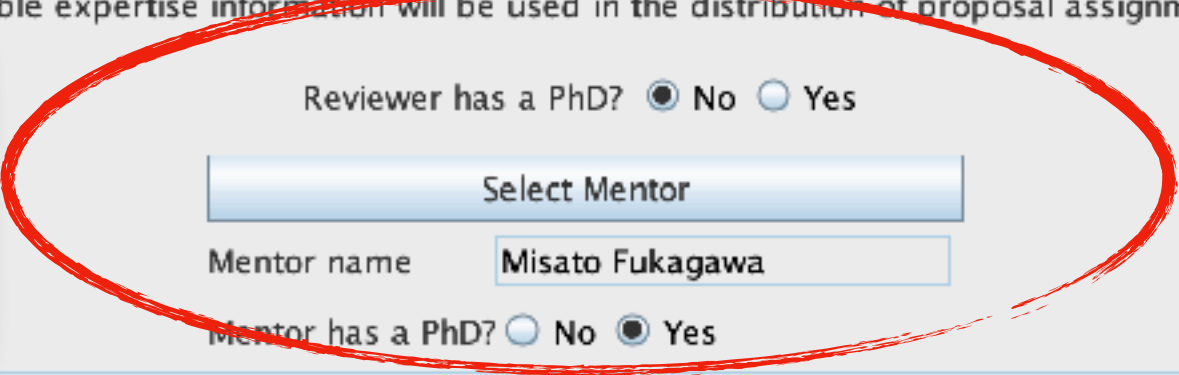 ble expertise information will be used in the distribution of proposal assignm
Reviewer has a PhD? No Yes
Select Mentor
Mentor name Misato Fukagawa
Mentor has a PhD? No Yes